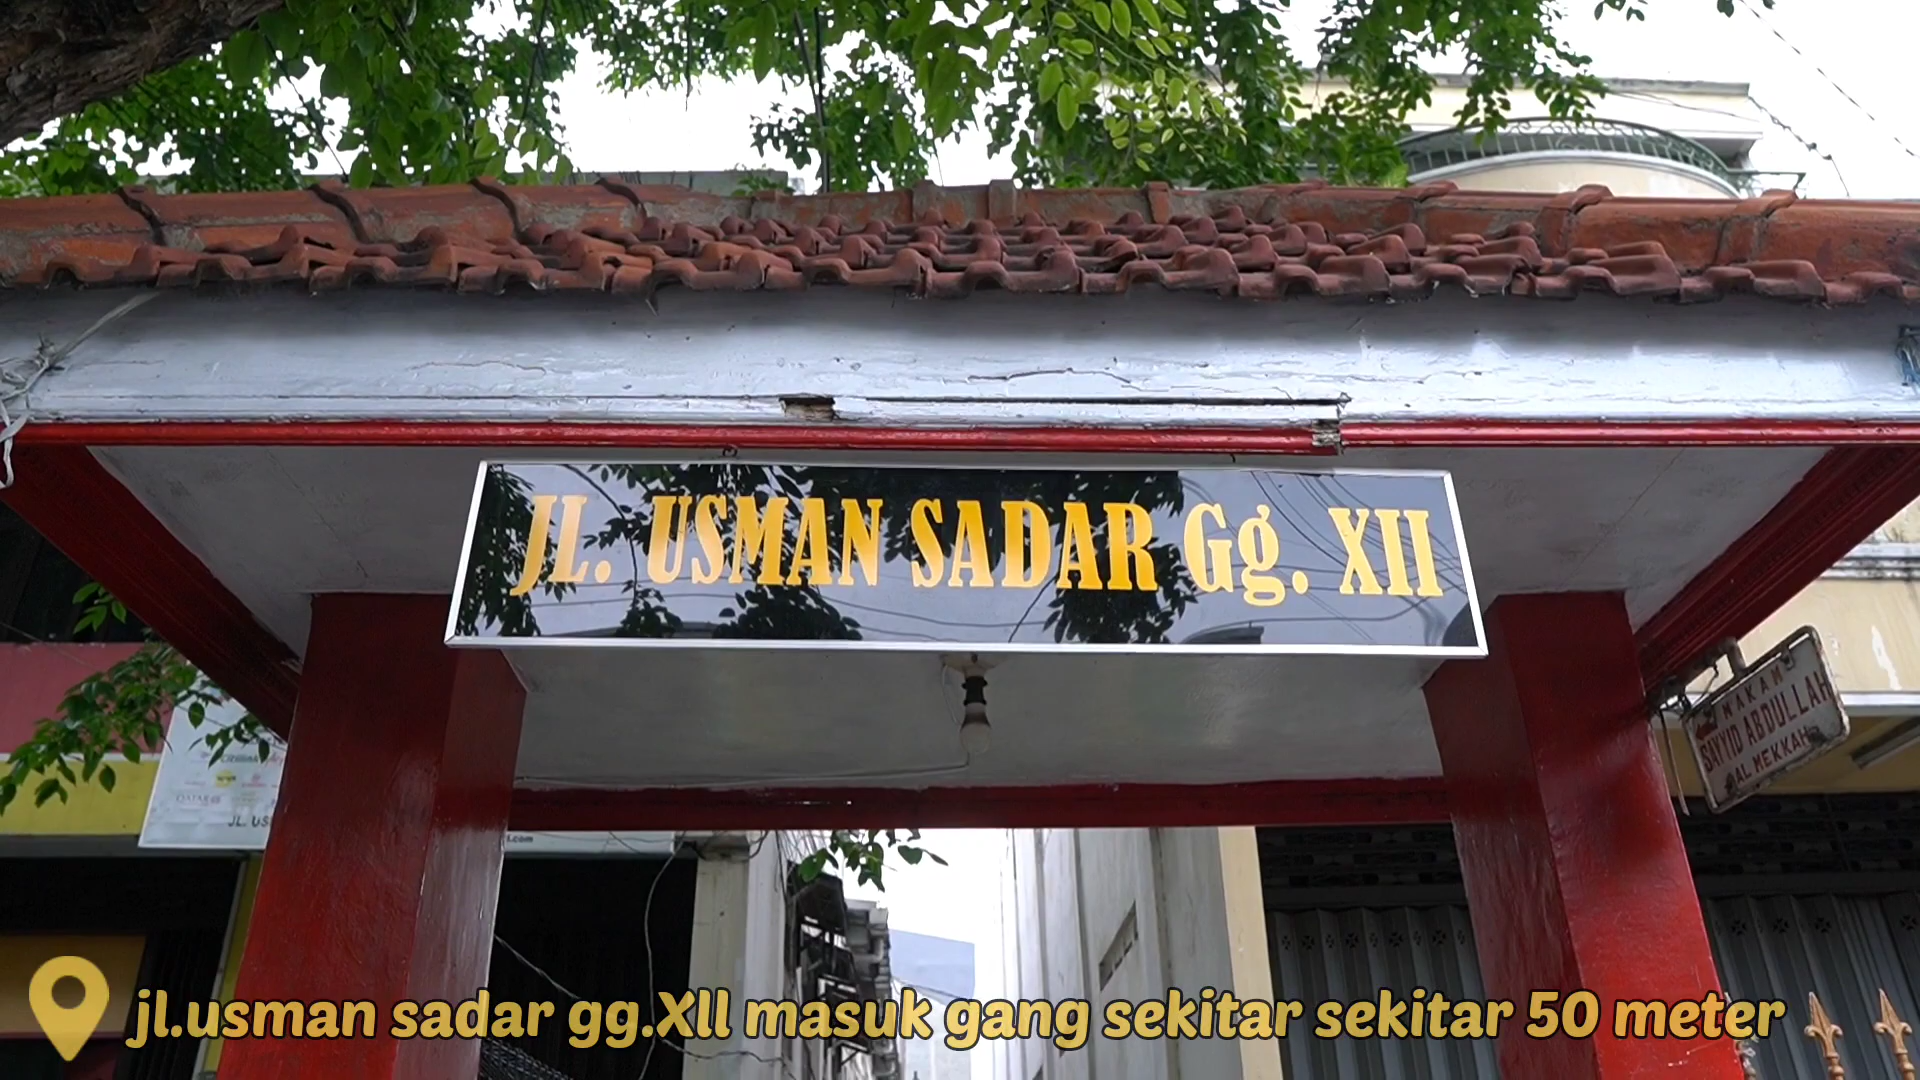 JL. USMAN SADAR Gg. XII
MAKAM
SAYYID ABDULLAH
AL MEKKAH
JL. US
jl.usman sadar gg.Xll masuk gang sekitar sekitar 50 meter